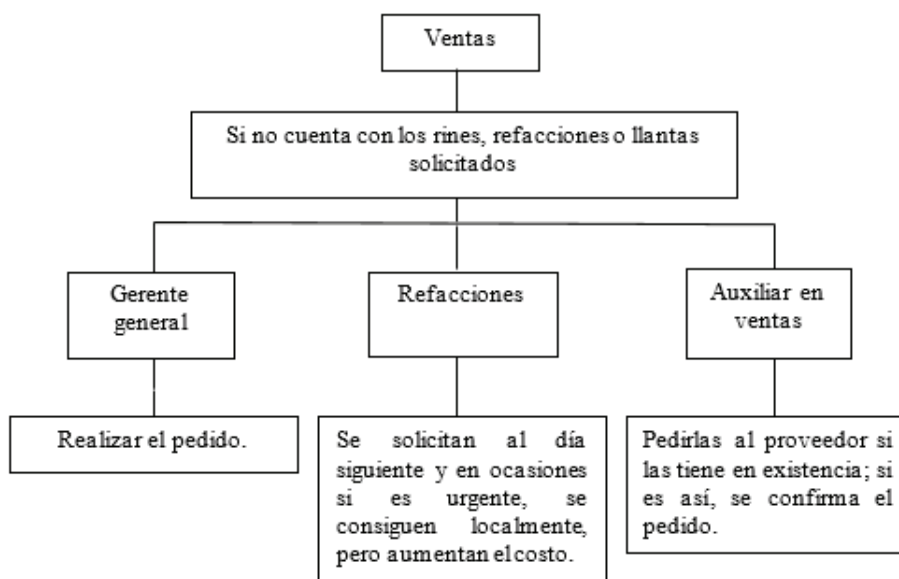 Ventas
Si no cuenta con los rines, refacciones o llantas
solicitados
Gerente
general
Refacciones
Auxiliar en
ventas
Realizar el pedido.
Se solicitan al día
siguiente y en ocasiones
si es urgente, se
consiguen localmente,
pero aumentan el costo.
Pedirlas al proveedor si
las tiene en existencia; si
es así, se confirma el
pedido.